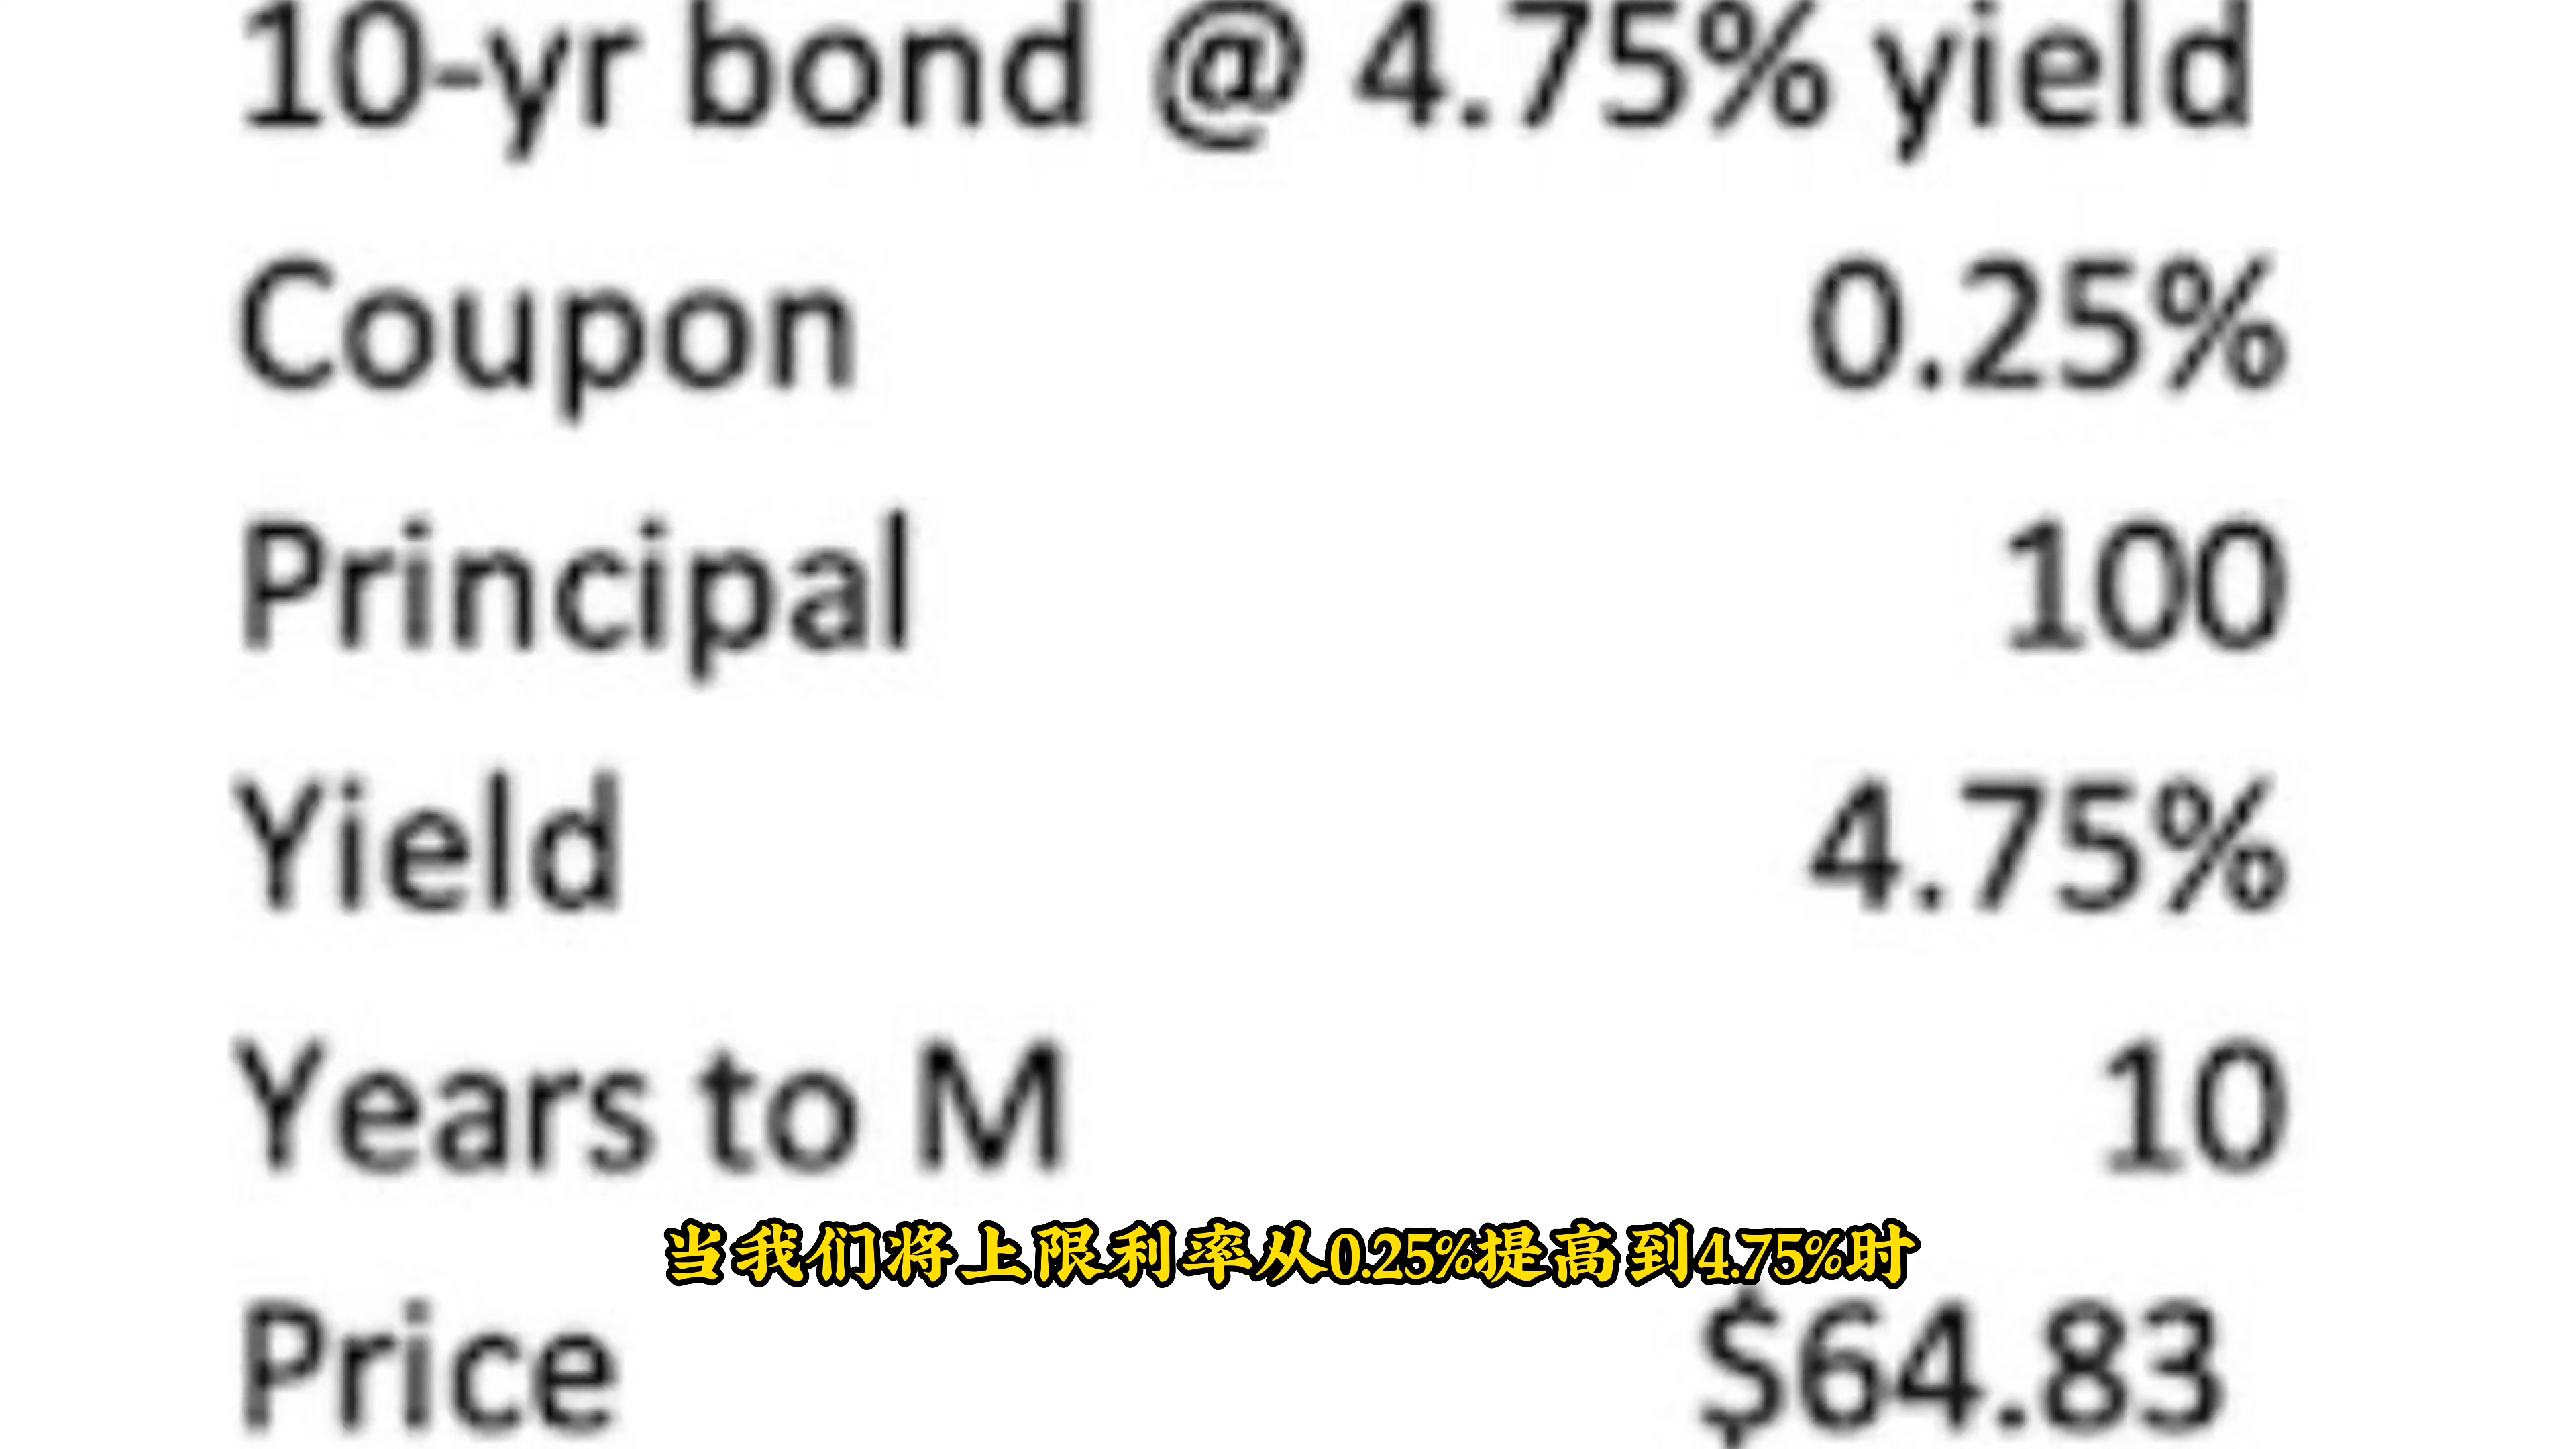 10-yr bond @ 4.75% yield
Coupon 0.25%
Principal 100
Yield 4.75%
Years to M 10
当我们将上限利率从0.25%提高到4.75%时
Price $64.83